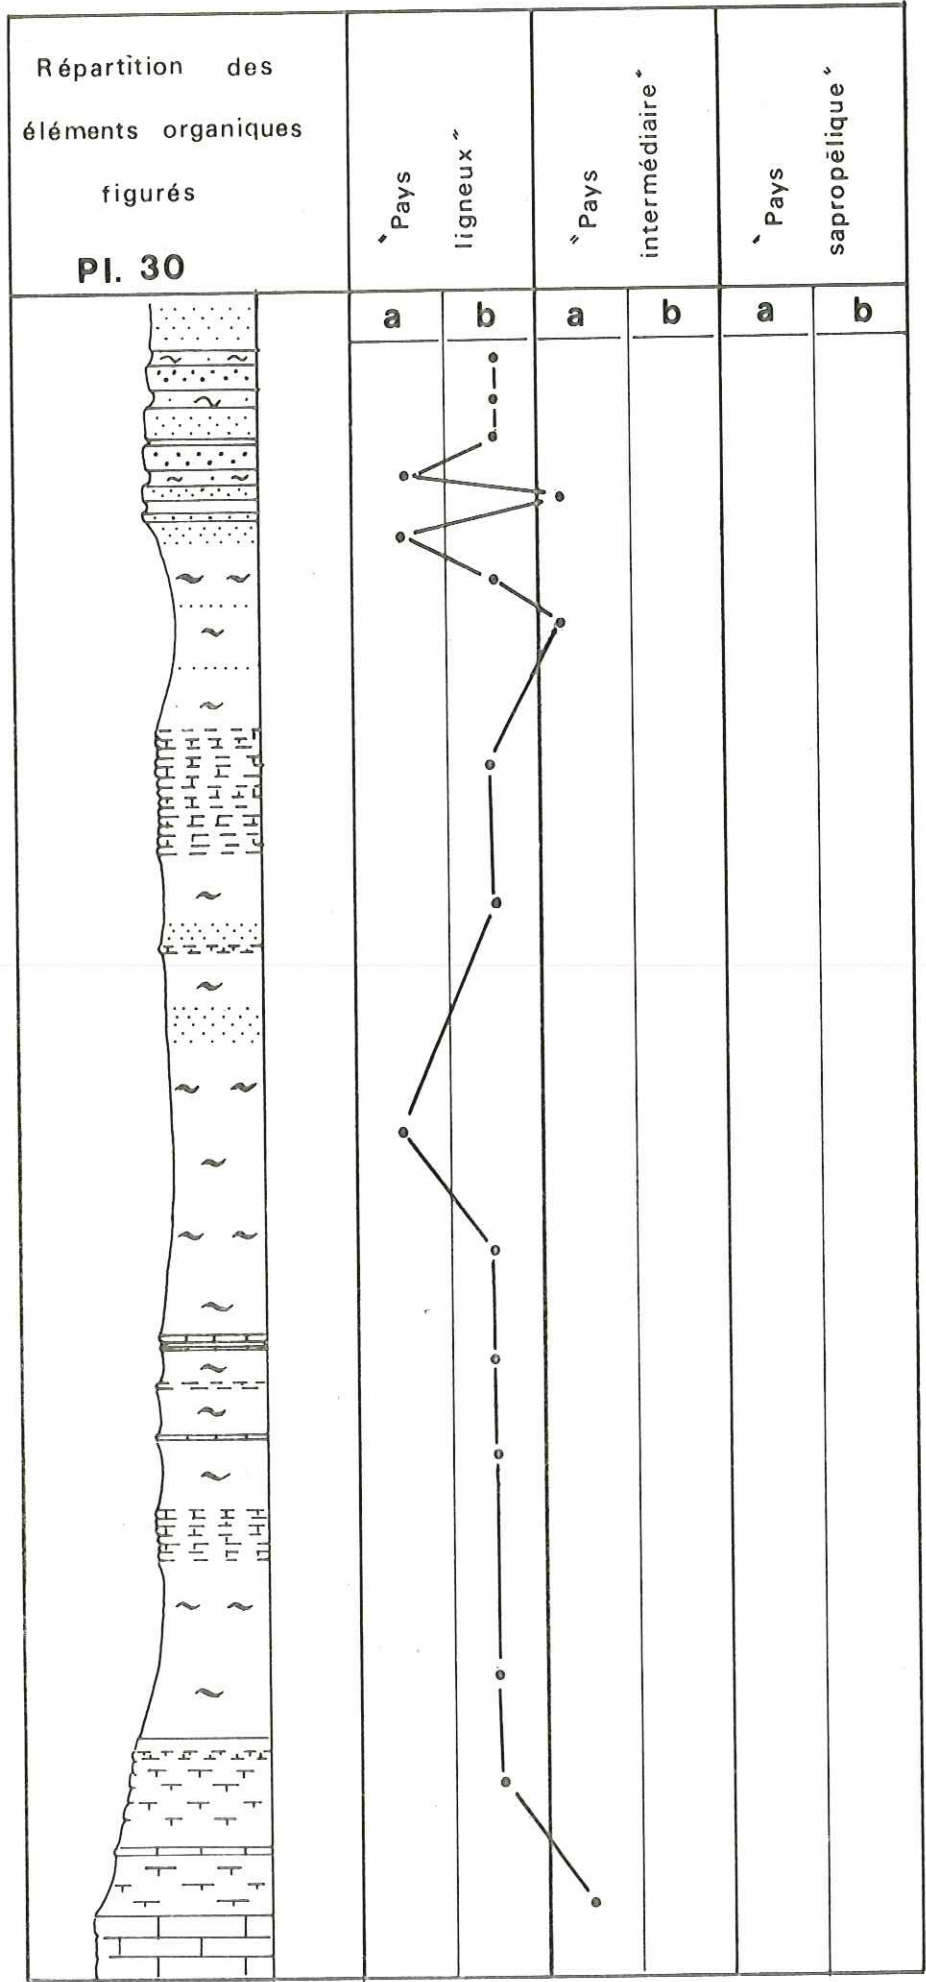 Répartition des
éléments organiques
figurés
Pl. 30
"Pays
ligneux"
"Pays
intermédiaire"
"Pays
sapropélique"
a b a b a b